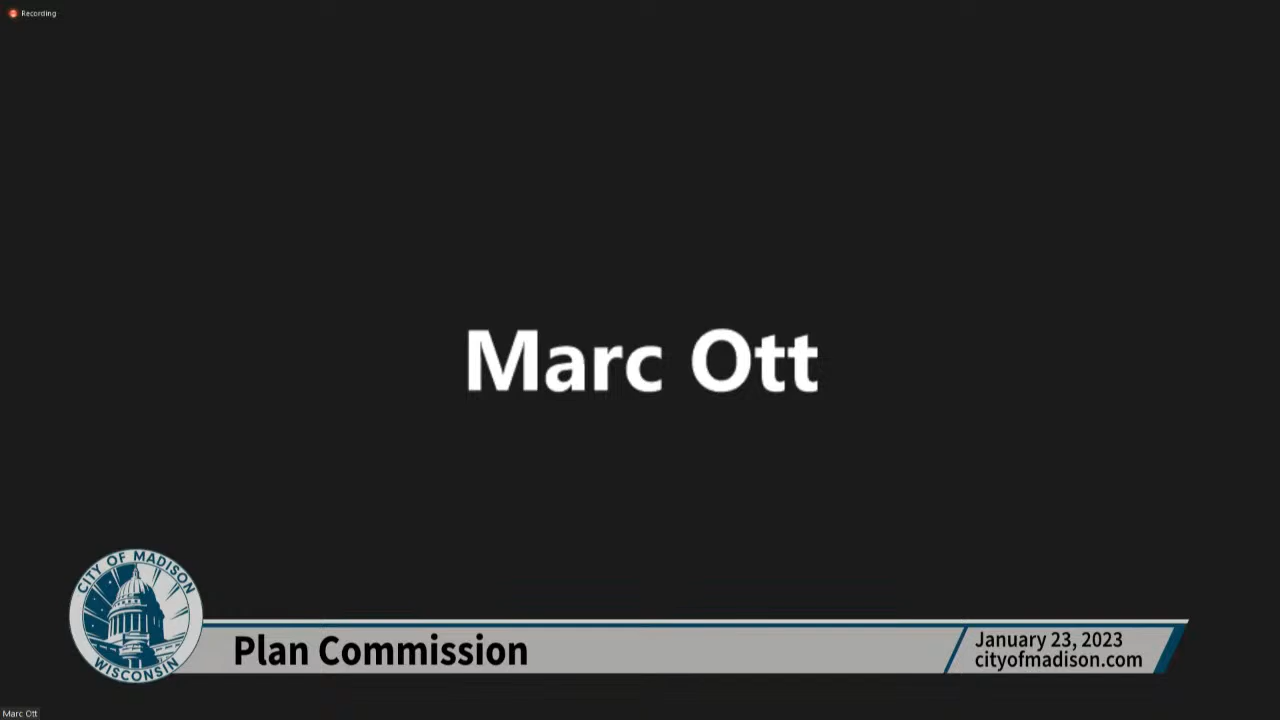 Recording
Marc Ott
CITY OF MADISON
WISCONSIN
Plan Commission
January 23, 2023
cityofmadison.com
Marc Ott